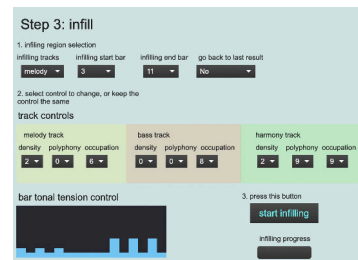 Step 3: infill
1. infilling region selection
infilling tracks infilling start bar infilling end bar go back to last result
melody 3 11 No
2. select control to change, or keep the
control the same
track controls
melody track bass track harmony track
density polyphony occupation density polyphony occupation density polyphony occupation
2 0 6 0 0 8 2 9 9
bar tonal tension control
3. press this button
start infilling
infilling progress